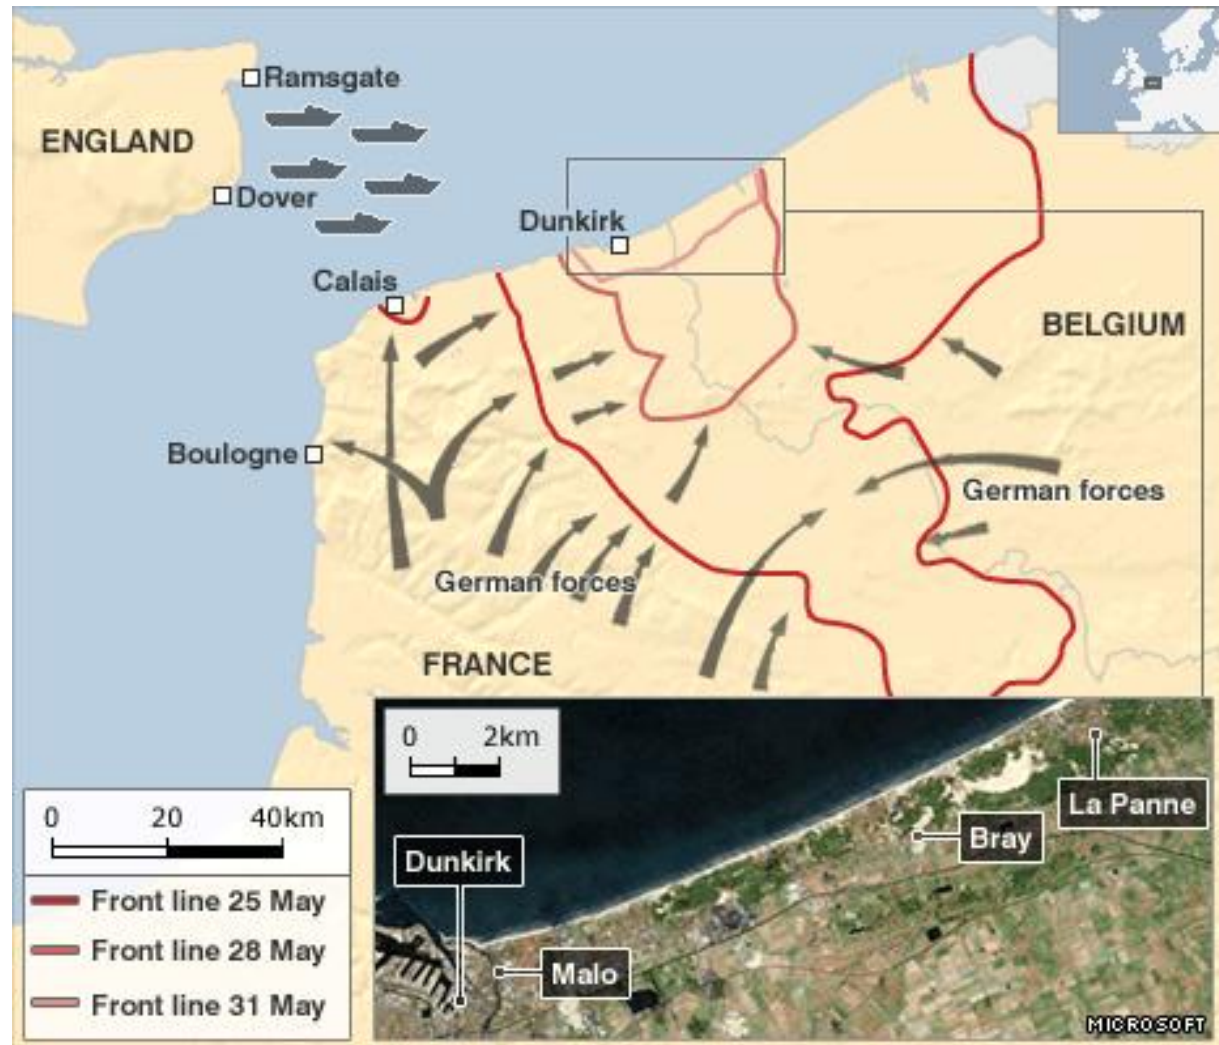 Ramsgate
ENGLAND
Dover
Dunkirk
Calais
BELGIUM
Boulogne
German forces
German forces
FRANCE
0 2km
La Panne
0 20 40km
Bray
Dunkirk
Front line 25 May
Front line 28 May
Malo
Front line 31 May
MICROSOFT